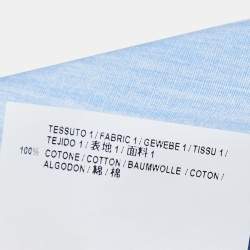 TESSUTO 1 / FABRIC 1 / GEWEBE 1 / TISSU 1 /
TEJIDO 1 / 表地 1 / 面料 1
100% COTONE / COTTON / BAUMWOLLE / COTON /
ALGODON / 綿 / 棉